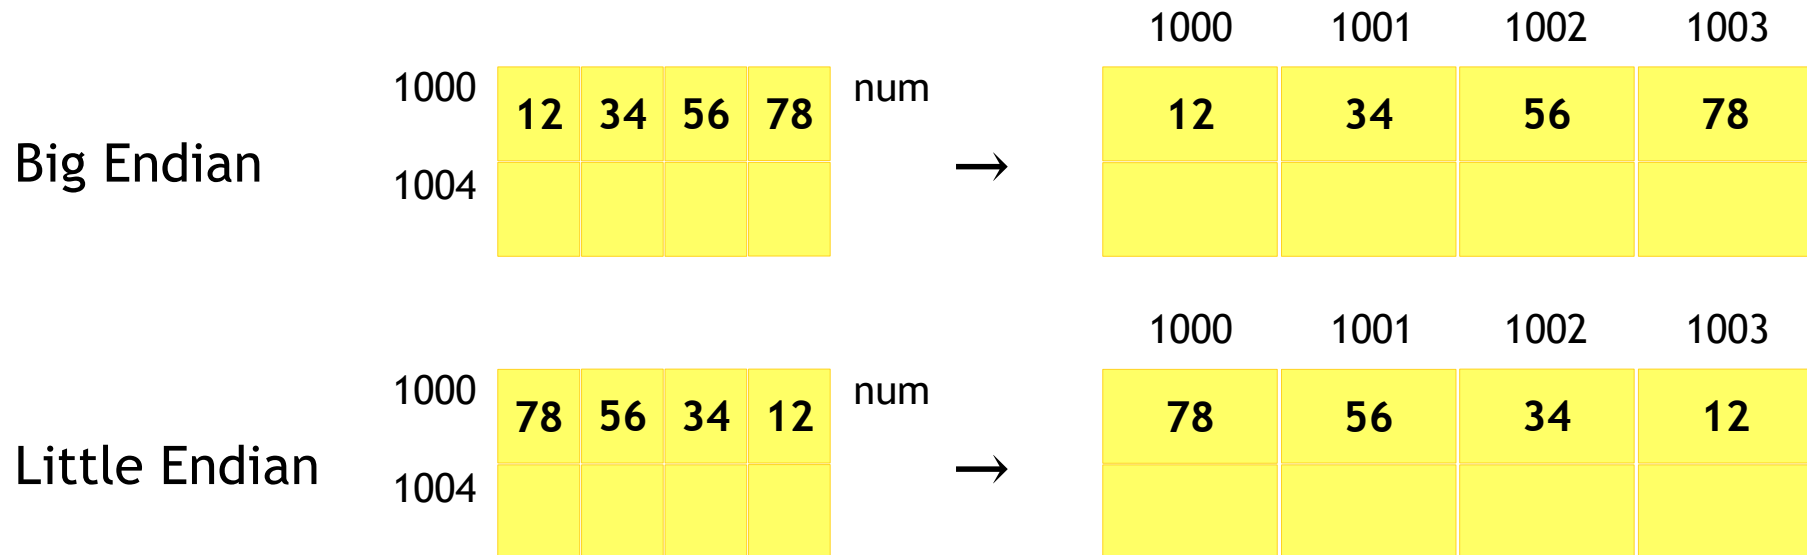 1000 1001 1002 1003
1000 12 34 56 78 num 12 34 56 78
Big Endian →
1004
1000 1001 1002 1003
1000 78 56 34 12 num 78 56 34 12
Little Endian →
1004